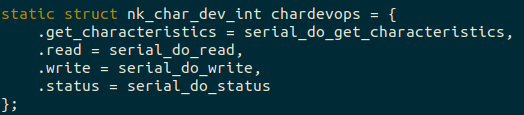 static struct nk_char_dev_int chardevops = {
    .get_characteristics = serial_do_get_characteristics,
    .read = serial_do_read,
    .write = serial_do_write,
    .status = serial_do_status
};